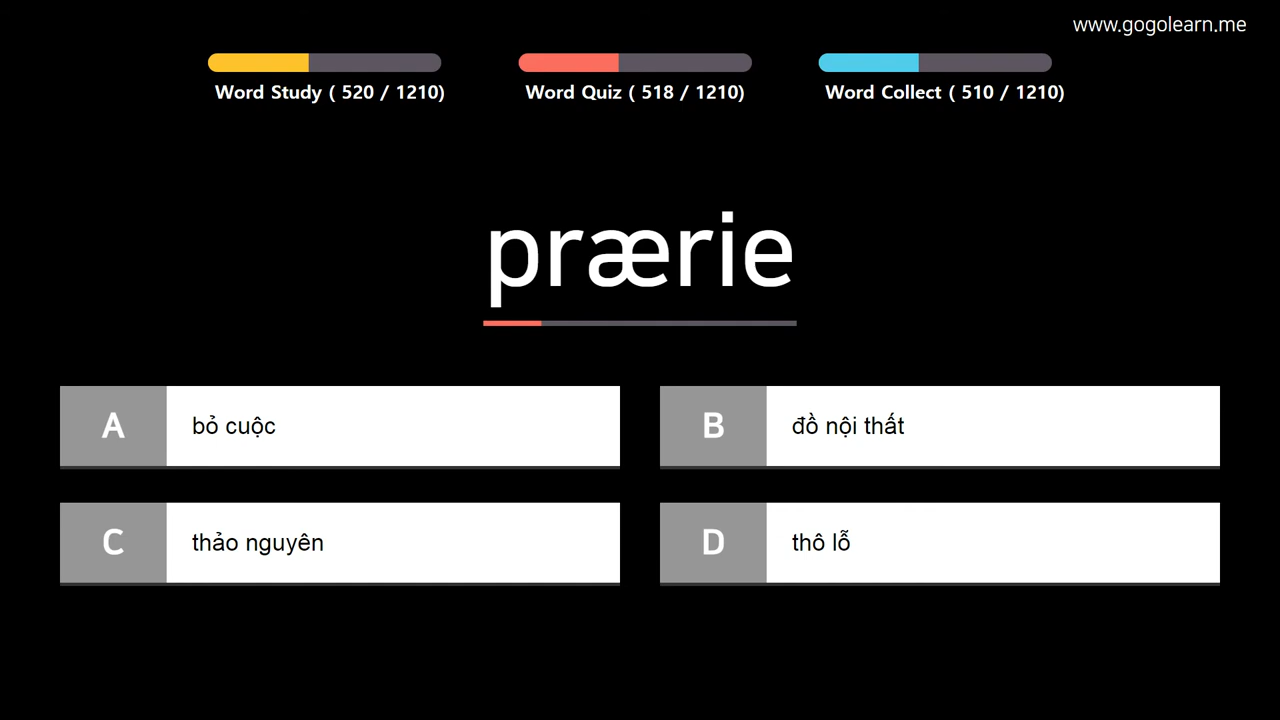 www.gogolearn.me
Word Study ( 520 / 1210)
Word Quiz ( 518 / 1210)
Word Collect ( 510 / 1210)
prærie
A
bỏ cuộc
B
đồ nội thất
C
thảo nguyên
D
thô lỗ